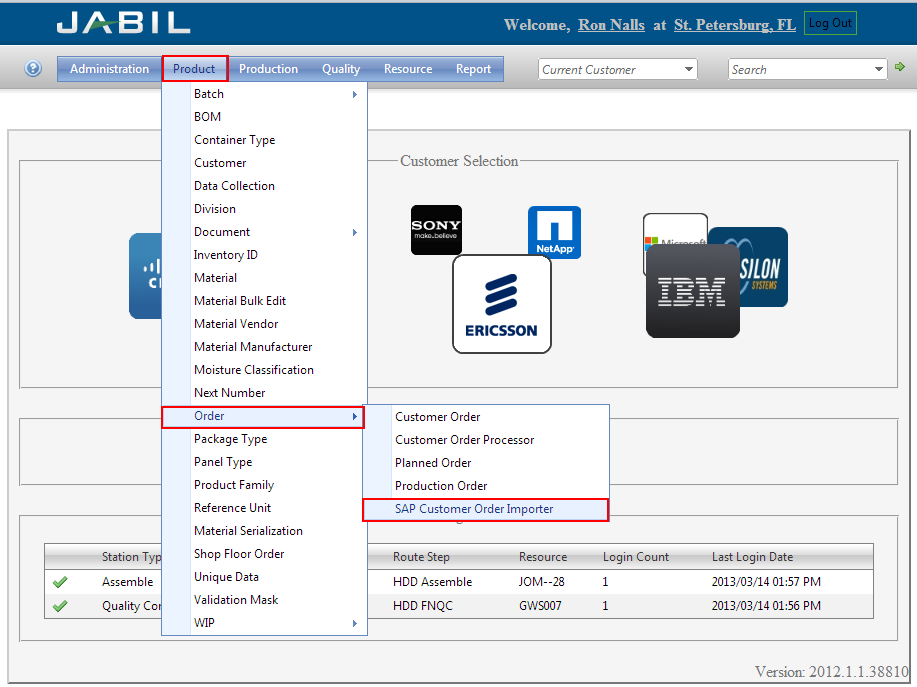 JABIL
Welcome, Ron Nalls at St. Petersburg, FL Log Out
? Administration Product Production Quality Resource Report Current Customer Search
Batch
BOM
Container Type
Customer
Data Collection
Division
Document
Inventory ID
Material
Material Bulk Edit
Material Vendor
Material Manufacturer
Moisture Classification
Next Number
Order
Package Type
Panel Type
Product Family
Reference Unit
Material Serialization
Shop Floor Order
Unique Data
Validation Mask
WIP
Customer Order
Customer Order Processor
Planned Order
Production Order
SAP Customer Order Importer
Customer Selection
SONY
make.believe
NetApp
ERICSSON
Microsoft
IBM
SILON
SYSTEMS
Station Typ Route Step Resource Login Count Last Login Date
Assemble HDD Assemble JOM--28 1 2013/03/14 01:57 PM
Quality Cor HDD FNQC GWS007 1 2013/03/14 01:56 PM
Version: 2012.1.1.38810